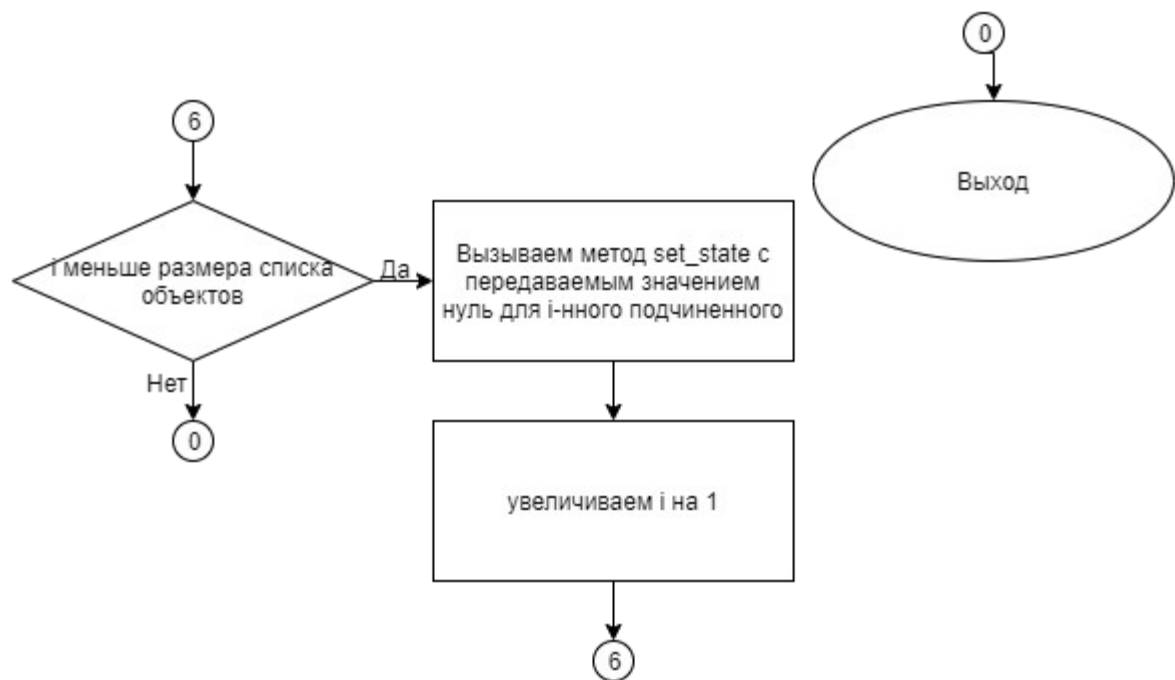 0
6
Выход
i меньше размера списка
объектов
Да
Вызываем метод set_state с
передаваемым значением
нуль для i-нного подчиненного
Нет
0
увеличиваем i на 1
6